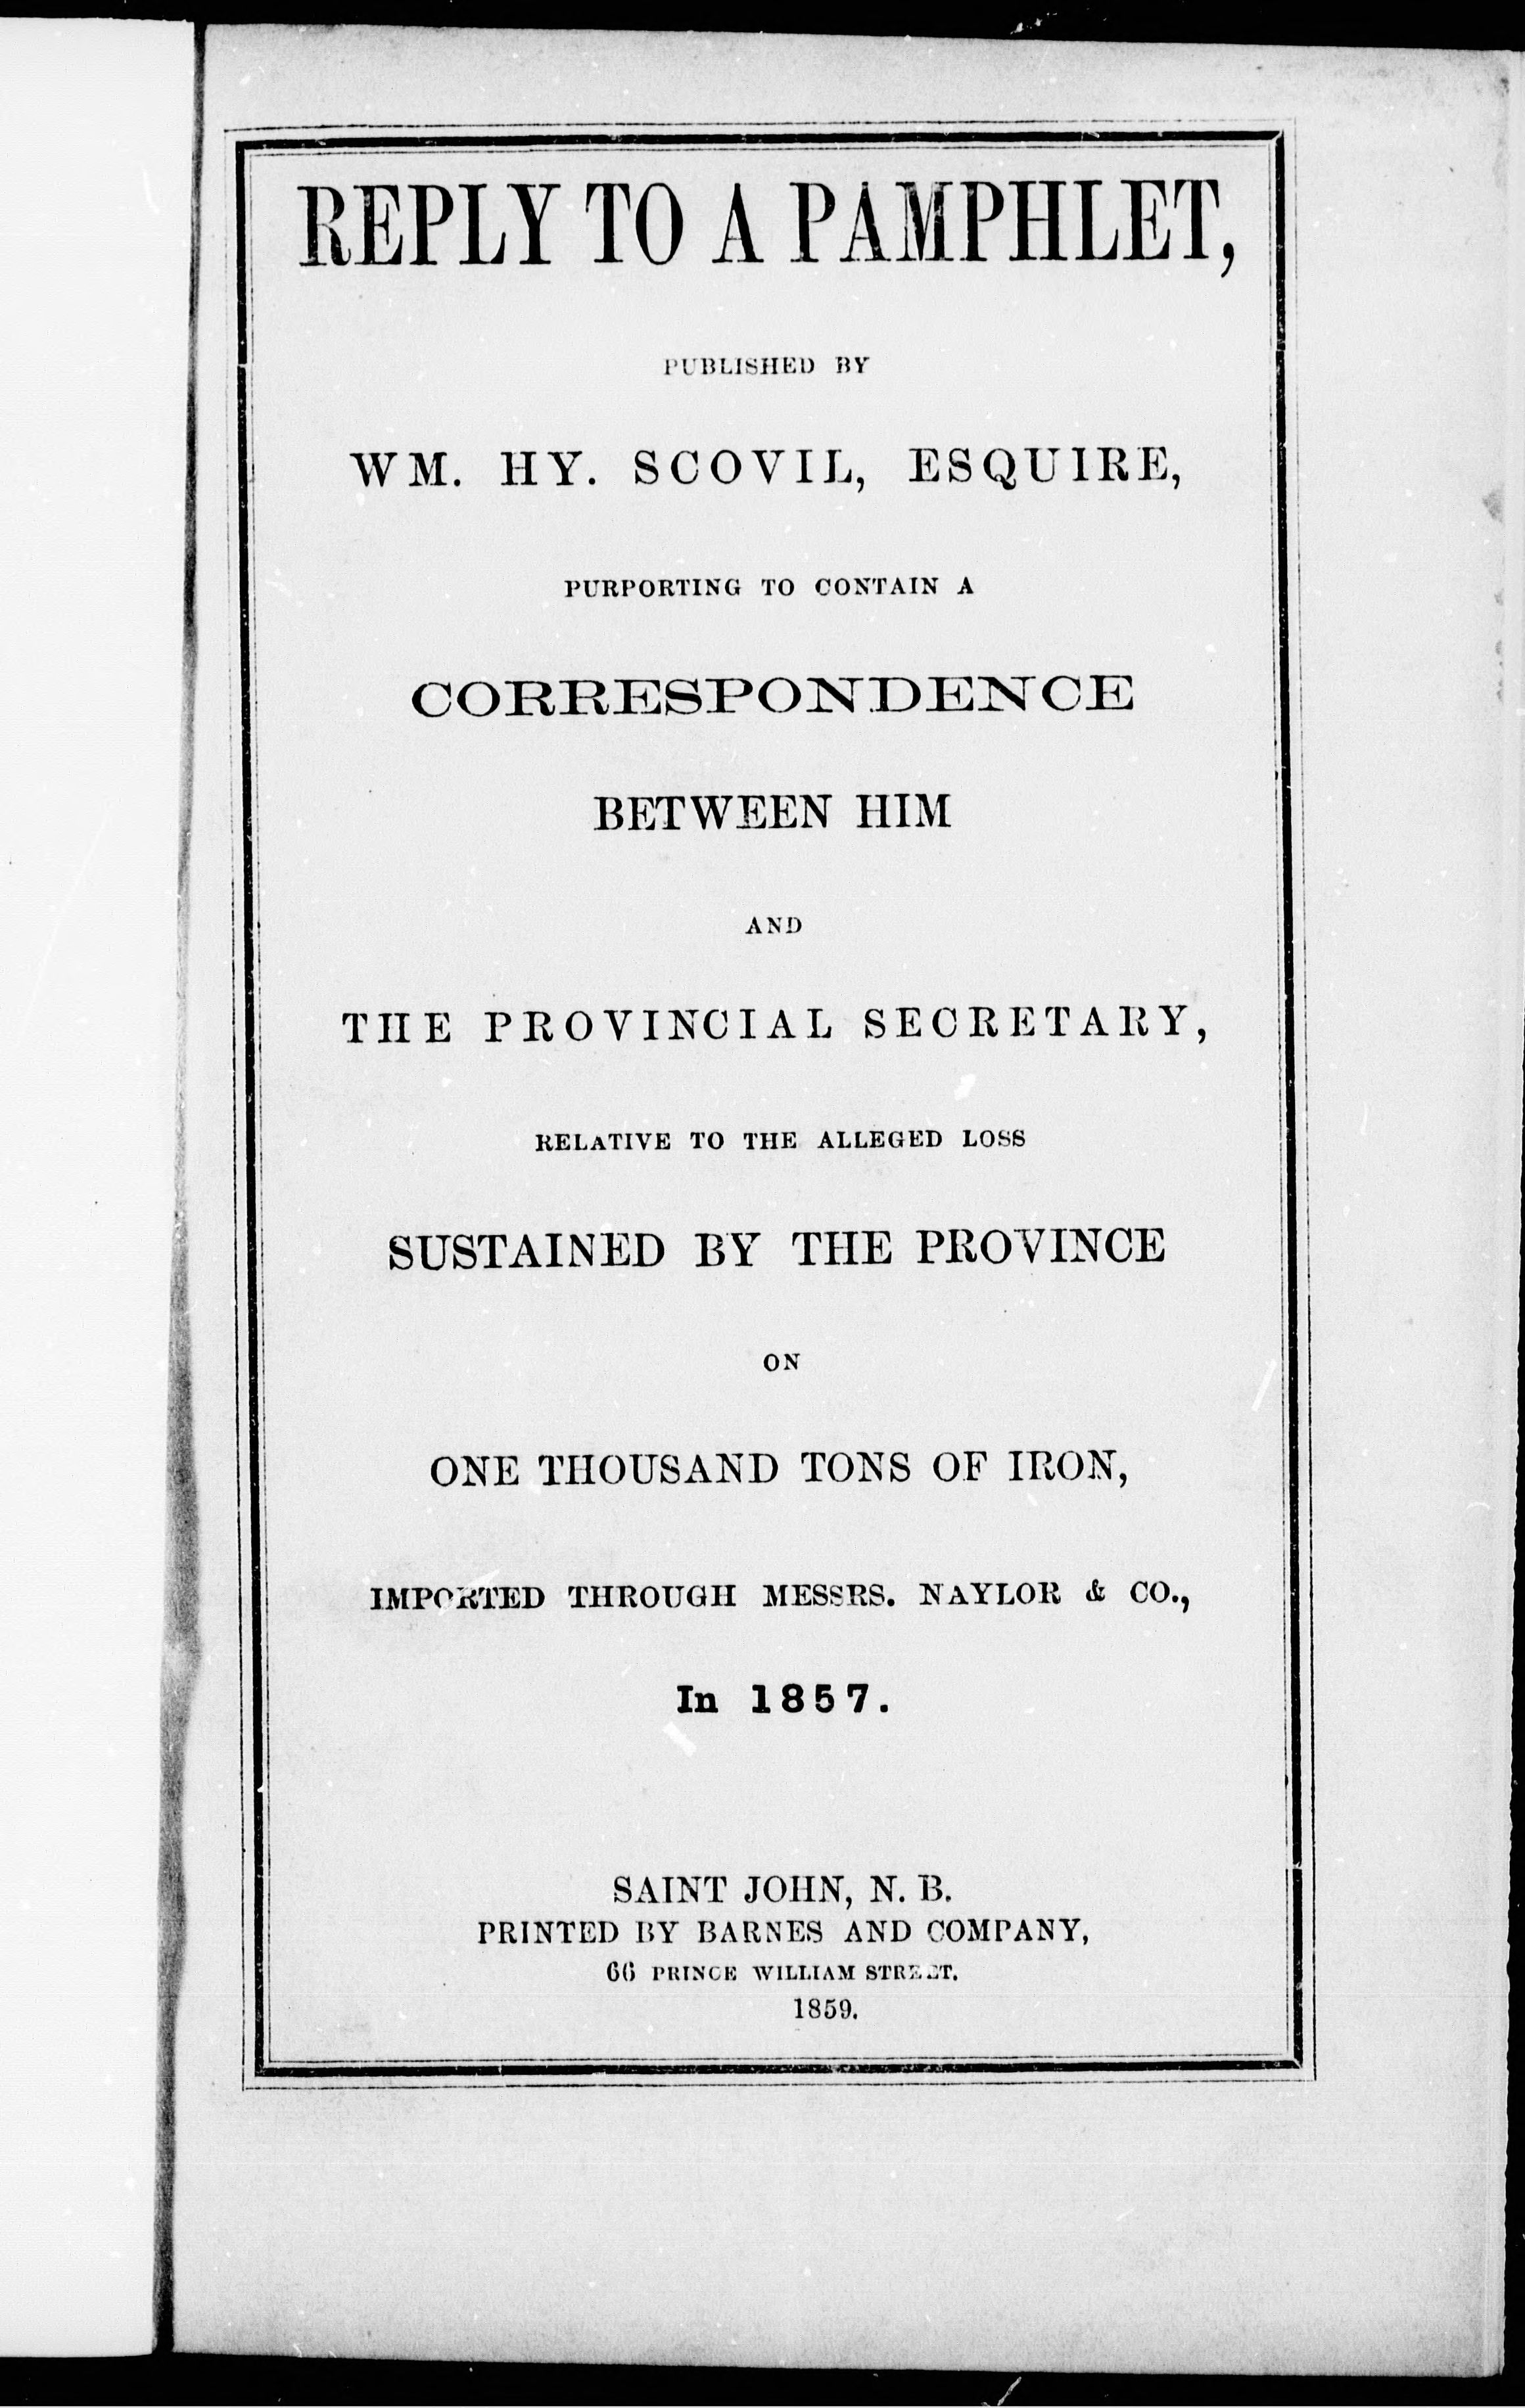 REPLY TO A PAMPHLET,
PUBLISHED BY
WM. HY. SCOVIL, ESQUIRE,
PURPORTING TO CONTAIN A
CORRESPONDENCE
BETWEEN HIM
AND
THE PROVINCIAL SECRETARY,
RELATIVE TO THE ALLEGED LOSS
SUSTAINED BY THE PROVINCE
ON
ONE THOUSAND TONS OF IRON,
IMPORTED THROUGH MESSRS. NAYLOR & CO.,
In 1857.
SAINT JOHN, N. B.
PRINTED BY BARNES AND COMPANY,
66 PRINCE WILLIAM STREET.
1859.